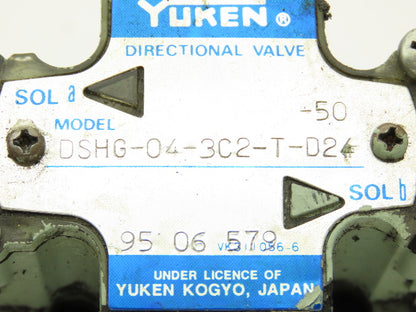 YUKEN®
DIRECTIONAL VALVE
SOL a
MODEL
-50
DSHG-04-3C2-T-D24
SOL b
95 06 579
UNDER LICENCE OF
YUKEN KOGYO, JAPAN